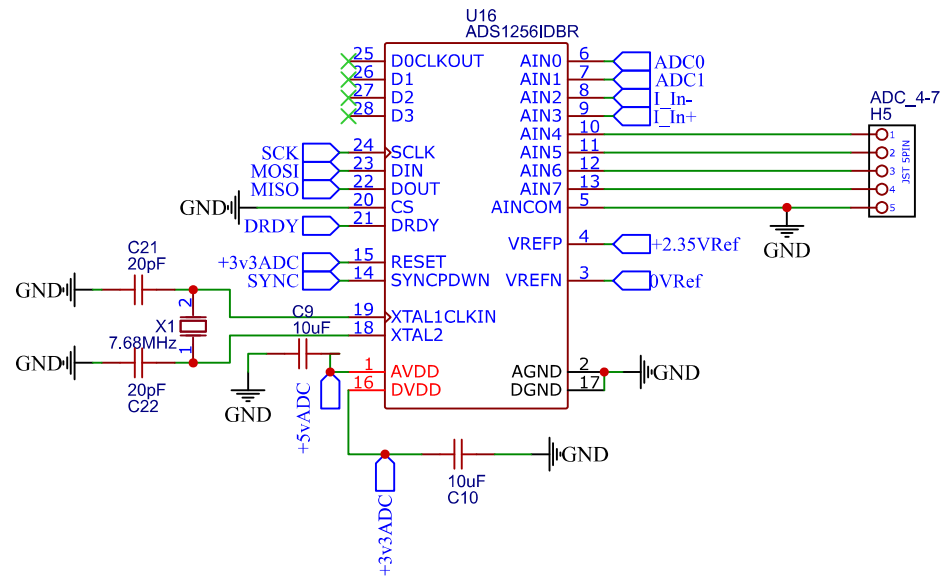 U16
ADS1256IDBR
25 D0CLKOUT AIN0 6 ADC0
26 D1 AIN1 7 ADC1
27 D2 AIN2 8 I_In-
28 D3 AIN3 9 I_In+
ADC_4-7
H5
AIN4 10 1
SCK 24 SCLK AIN5 11 2
MOSI 23 DIN AIN6 12 3
MISO 22 DOUT AIN7 13 4
GND 20 CS AINCOM 5 5
JST 5PIN
DRDY 21 DRDY
GND
VREFP 4 +2.35VRef
+3v3ADC 15 RESET
SYNC 14 SYNCPDWN VREFN 3 0VRef
C21
20pF
GND
2
19 XTAL1CLKIN
X1
7.68MHz
18 XTAL2
1
GND
20pF
C22
C9
10uF
GND
1 AVDD AGND 2 GND
16 DVDD DGND 17
+5vADC
GND
10uF
C10
+3v3ADC